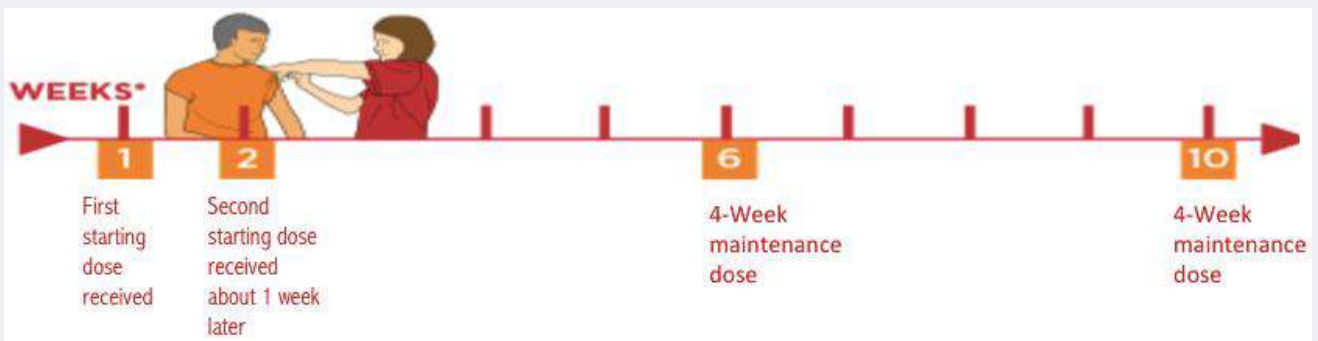 WEEKS*
1
2
6
10
First
starting
dose
received
Second
starting dose
received
about 1 week
later
4-Week
maintenance
dose
4-Week
maintenance
dose